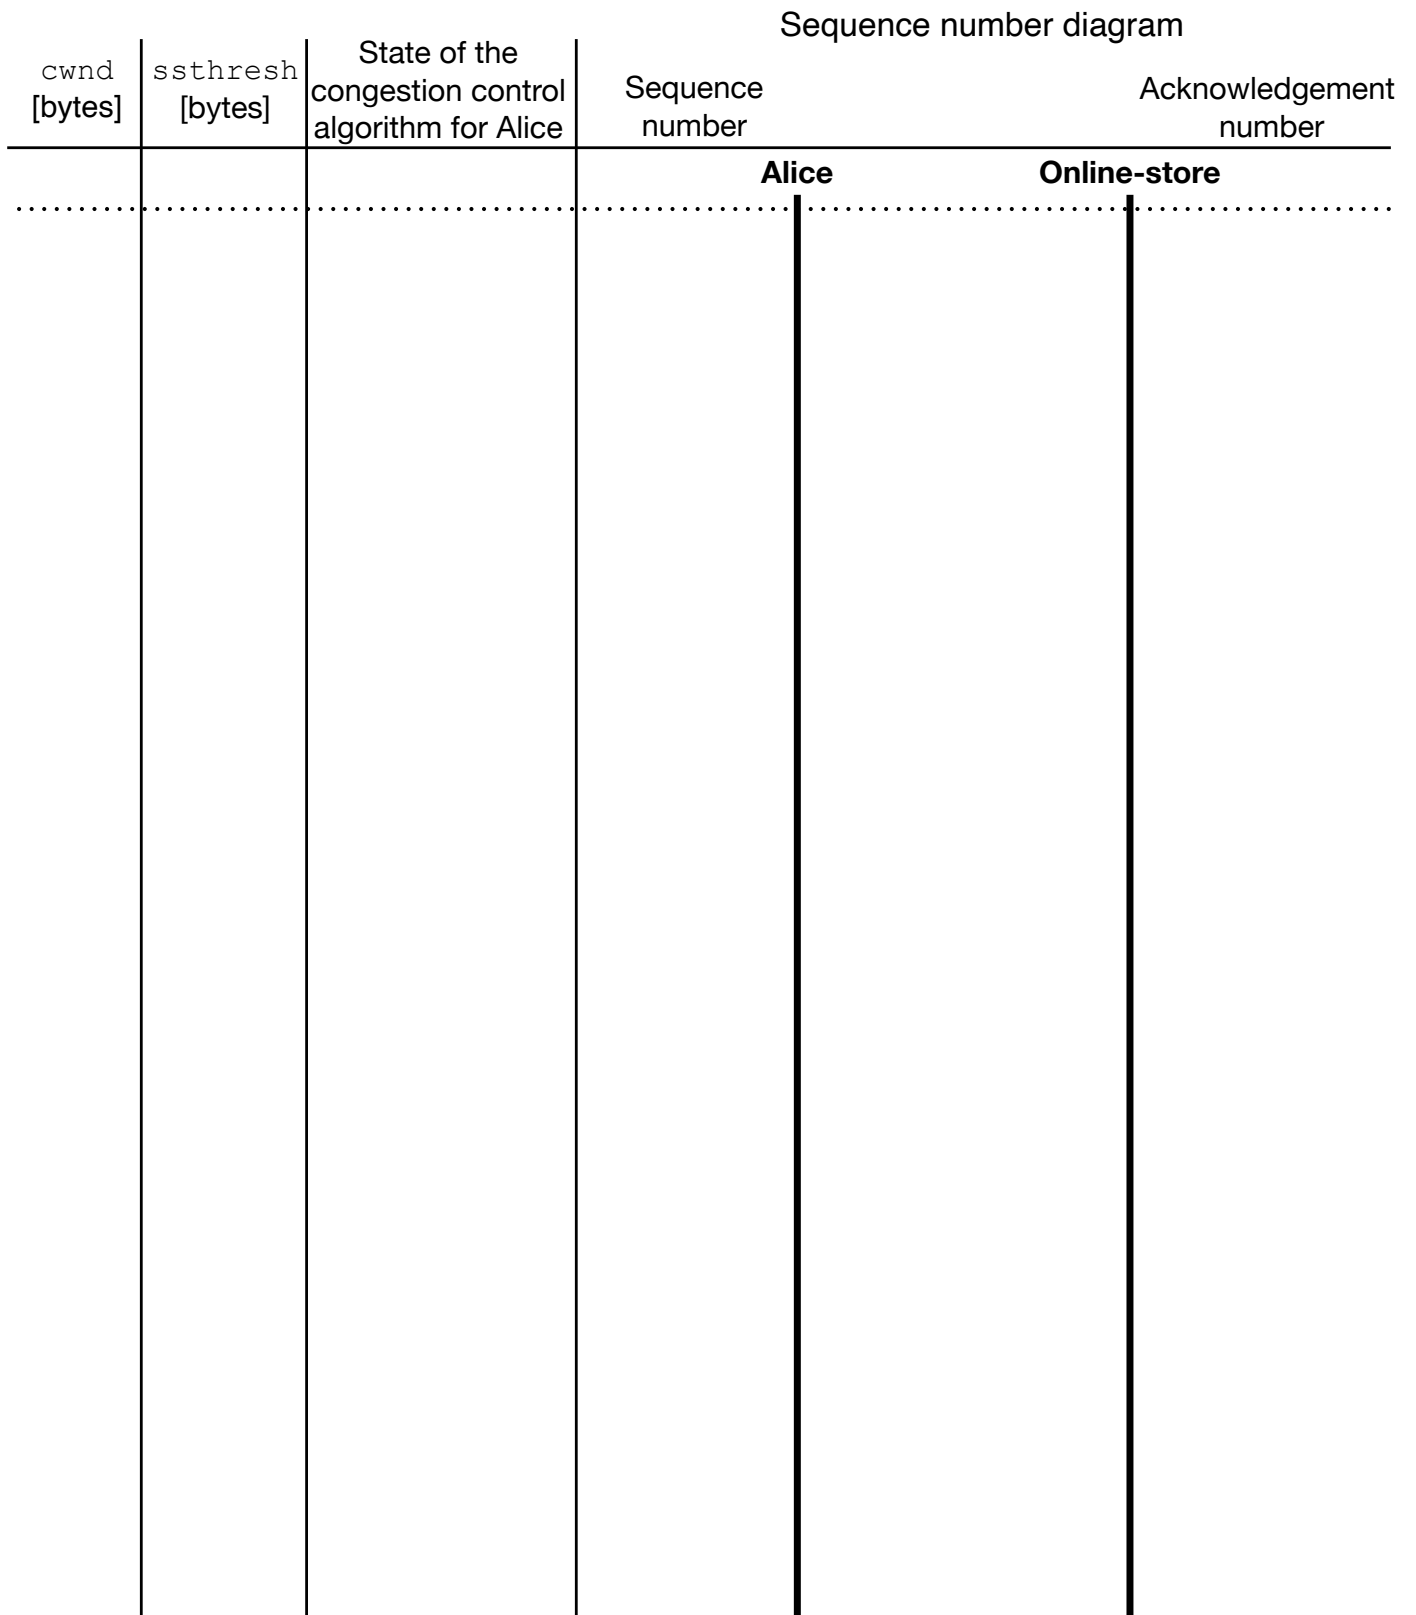 Sequence number diagram
cwnd
[bytes]
ssthresh
[bytes]
State of the
congestion control
algorithm for Alice
Sequence
number
Acknowledgement
number
Alice
Online-store